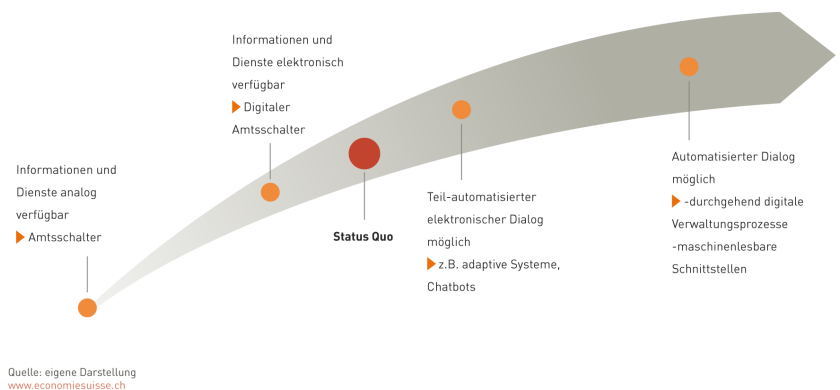 Informationen und
Dienste analog
verfügbar
Amtsschalter
Informationen und
Dienste elektronisch
verfügbar
Digitaler
Amtsschalter
Status Quo
Teil-automatisierter
elektronischer Dialog
möglich
z.B. adaptive Systeme,
Chatbots
Automatisierter Dialog
möglich
-durchgehend digitale
Verwaltungsprozesse
-maschinenlesbare
Schnittstellen
Quelle: eigene Darstellung
www.economiesuisse.ch